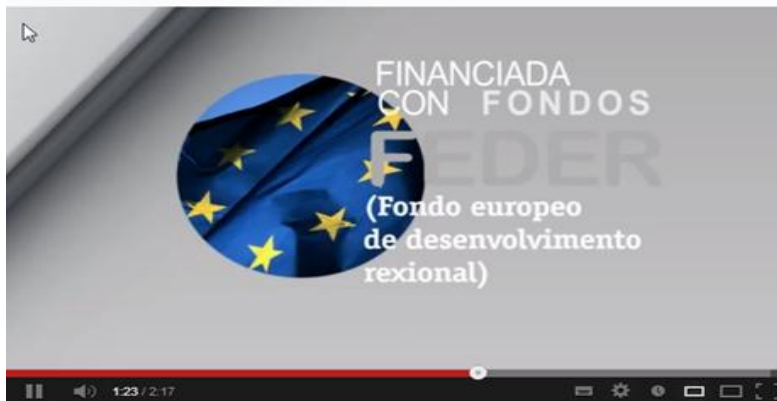 FINANCIADA
CON FONDOS
FEDER
(Fondo europeo
de desenvolvimento
rexional)
1:23 / 2:17